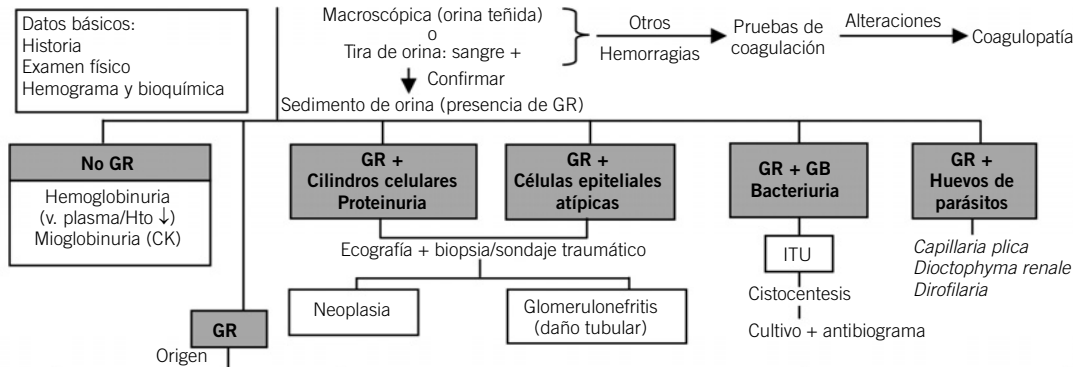 Datos básicos:
Historia
Examen físico
Hemograma y bioquímica
Macroscópica (orina teñida)
o
Tira de orina: sangre +
Otros
Hemorragias
Pruebas de
coagulación
Alteraciones
Coagulopatía
Confirmar
Sedimento de orina (presencia de GR)
No GR
Hemoglobinuria
(v. plasma/Hto ↓)
Mioglobinuria (CK)
GR +
Cilindros celulares
Proteinuria
GR +
Células epiteliales
atípicas
GR + GB
Bacteriuria
GR +
Huevos de
parásitos
Ecografía + biopsia/sondaje traumático
Neoplasia
Glomerulonefritis
(daño tubular)
ITU
Cistocentesis
Cultivo + antibiograma
Capillaria plica
Dioctophyma renale
Dirofilaria
GR
Origen